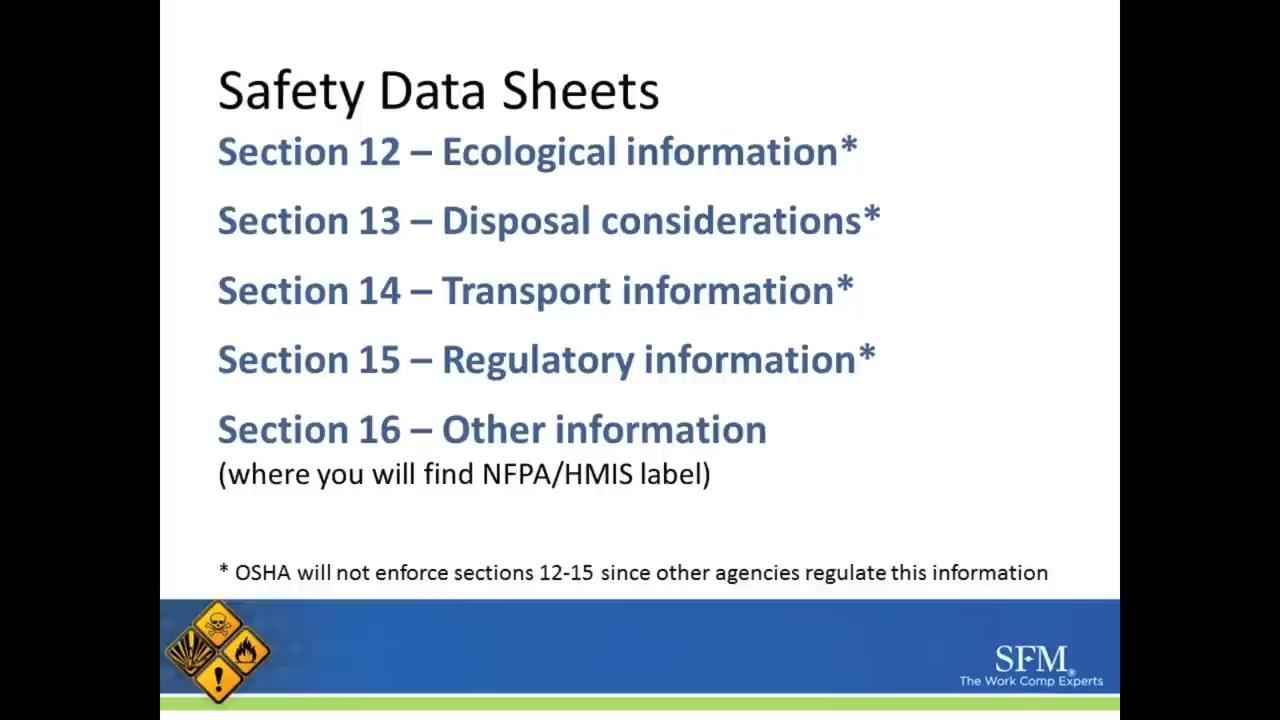 Safety Data Sheets
Section 12 – Ecological information*
Section 13 – Disposal considerations*
Section 14 – Transport information*
Section 15 – Regulatory information*
Section 16 – Other information
(where you will find NFPA/HMIS label)
* OSHA will not enforce sections 12-15 since other agencies regulate this information
SFM®
The Work Comp Experts